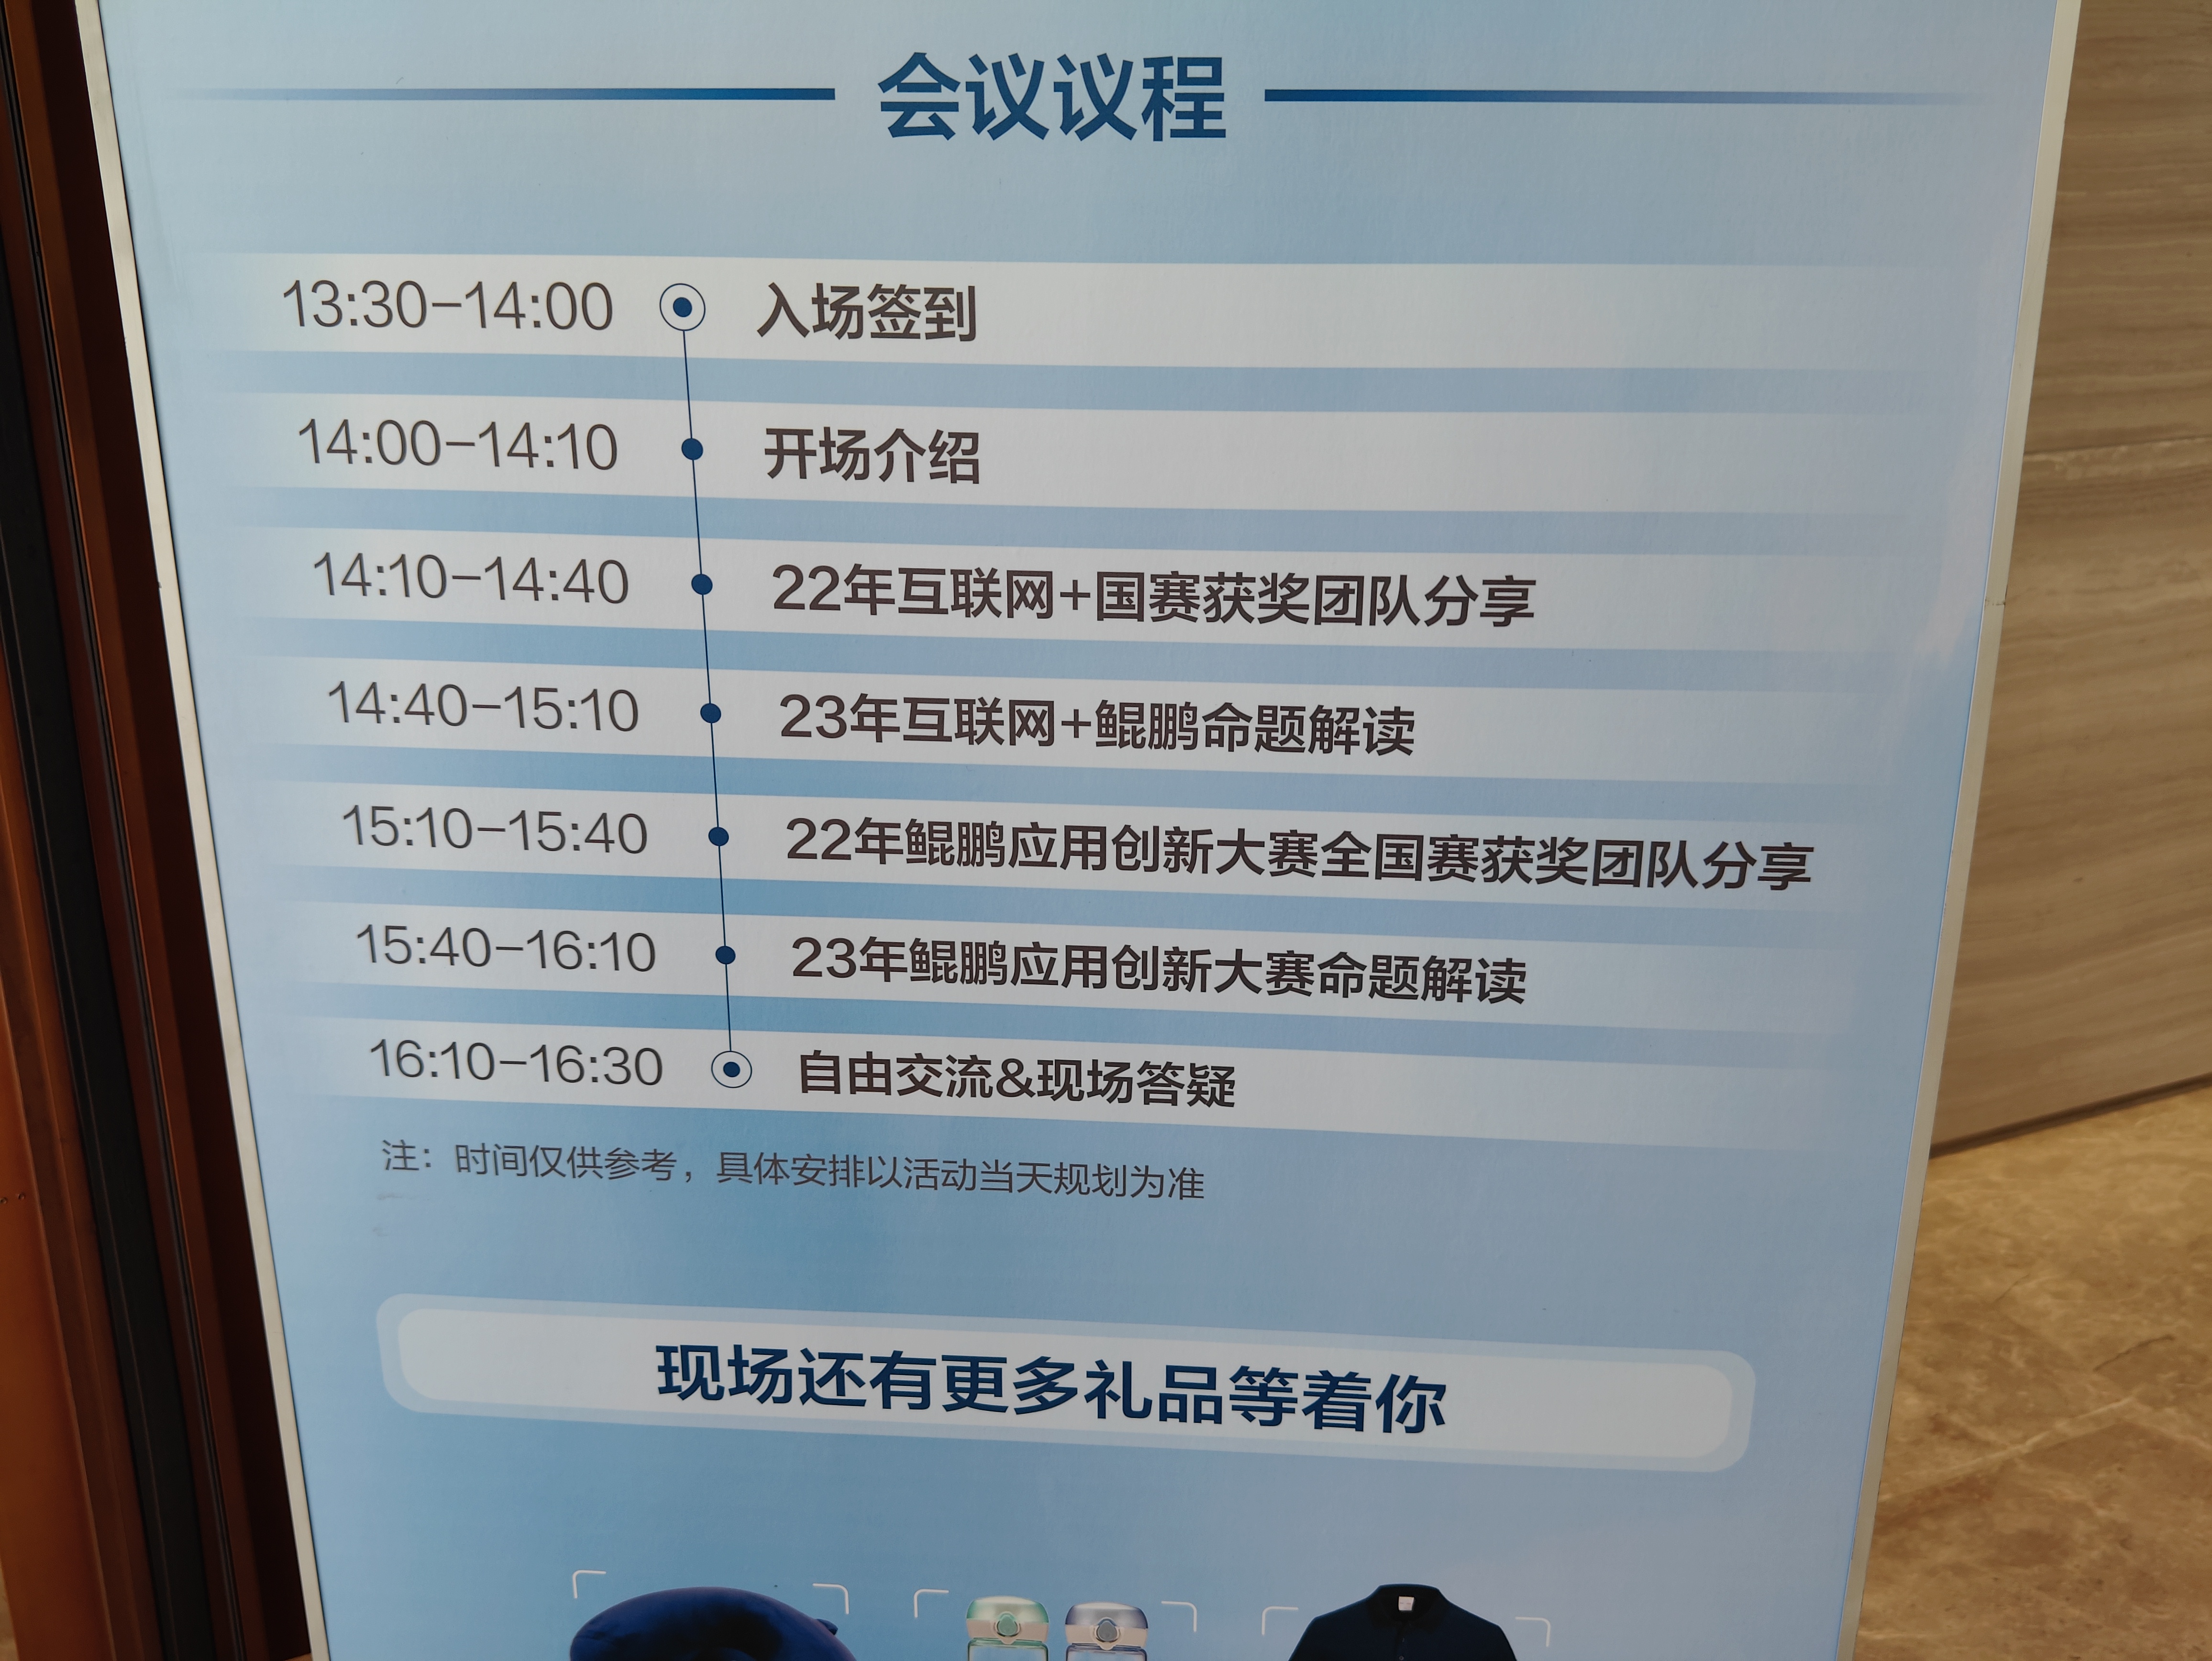 会议议程
13:30-14:00 入场签到
14:00-14:10 开场介绍
14:10-14:40 22年互联网+国赛获奖团队分享
14:40-15:10 23年互联网+鲲鹏命题解读
15:10-15:40 22年鲲鹏应用创新大赛全国赛获奖团队分享
15:40-16:10 23年鲲鹏应用创新大赛命题解读
16:10-16:30 自由交流&现场答疑
注：时间仅供参考，具体安排以活动当天规划为准
现场还有更多礼品等着你